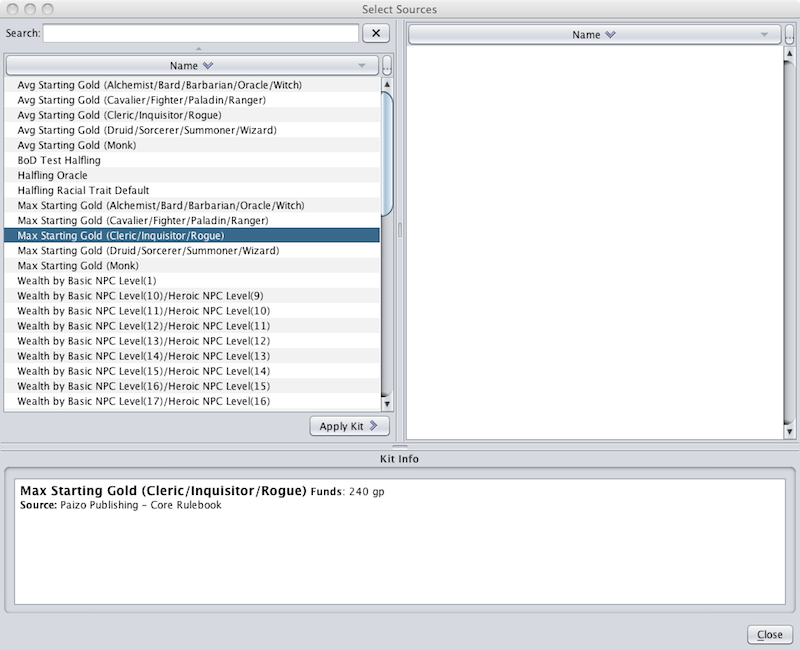 Select Sources
Search:
Name
...
Name
...
Avg Starting Gold (Alchemist/Bard/Barbarian/Oracle/Witch)
Avg Starting Gold (Cavalier/Fighter/Paladin/Ranger)
Avg Starting Gold (Cleric/Inquisitor/Rogue)
Avg Starting Gold (Druid/Sorcerer/Summoner/Wizard)
Avg Starting Gold (Monk)
BoD Test Halfling
Halfling Oracle
Halfling Racial Trait Default
Max Starting Gold (Alchemist/Bard/Barbarian/Oracle/Witch)
Max Starting Gold (Cavalier/Fighter/Paladin/Ranger)
Max Starting Gold (Cleric/Inquisitor/Rogue)
Max Starting Gold (Druid/Sorcerer/Summoner/Wizard)
Max Starting Gold (Monk)
Wealth by Basic NPC Level(1)
Wealth by Basic NPC Level(10)/Heroic NPC Level(9)
Wealth by Basic NPC Level(11)/Heroic NPC Level(10)
Wealth by Basic NPC Level(12)/Heroic NPC Level(11)
Wealth by Basic NPC Level(13)/Heroic NPC Level(12)
Wealth by Basic NPC Level(14)/Heroic NPC Level(13)
Wealth by Basic NPC Level(15)/Heroic NPC Level(14)
Wealth by Basic NPC Level(16)/Heroic NPC Level(15)
Wealth by Basic NPC Level(17)/Heroic NPC Level(16)
Apply Kit
Kit Info
Max Starting Gold (Cleric/Inquisitor/Rogue) Funds: 240 gp
Source: Paizo Publishing - Core Rulebook
Close